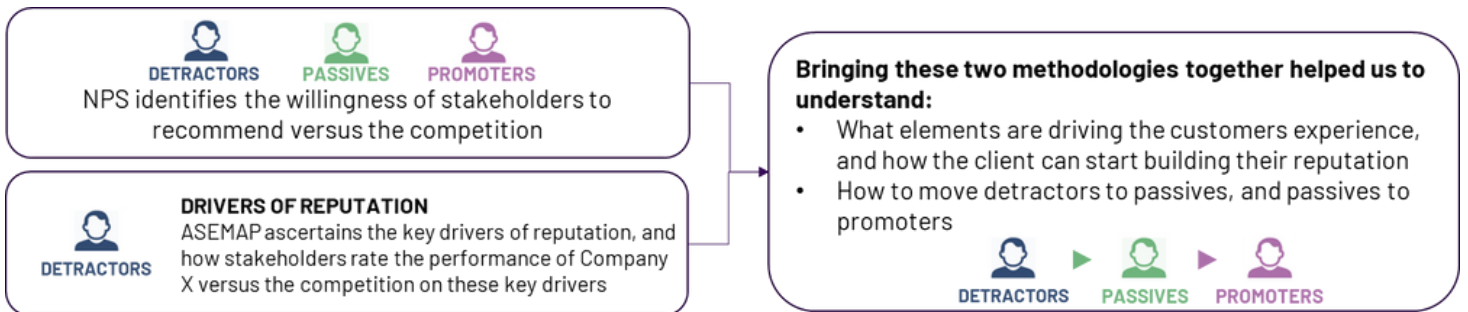 DETRACTORS PASSIVES PROMOTERS
NPS identifies the willingness of stakeholders to
recommend versus the competition
DETRACTORS
DRIVERS OF REPUTATION
ASEMAP ascertains the key drivers of reputation, and
how stakeholders rate the performance of Company
X versus the competition on these key drivers
Bringing these two methodologies together helped us to
understand:
• What elements are driving the customers experience,
and how the client can start building their reputation
• How to move detractors to passives, and passives to
promoters
DETRACTORS PASSIVES PROMOTERS